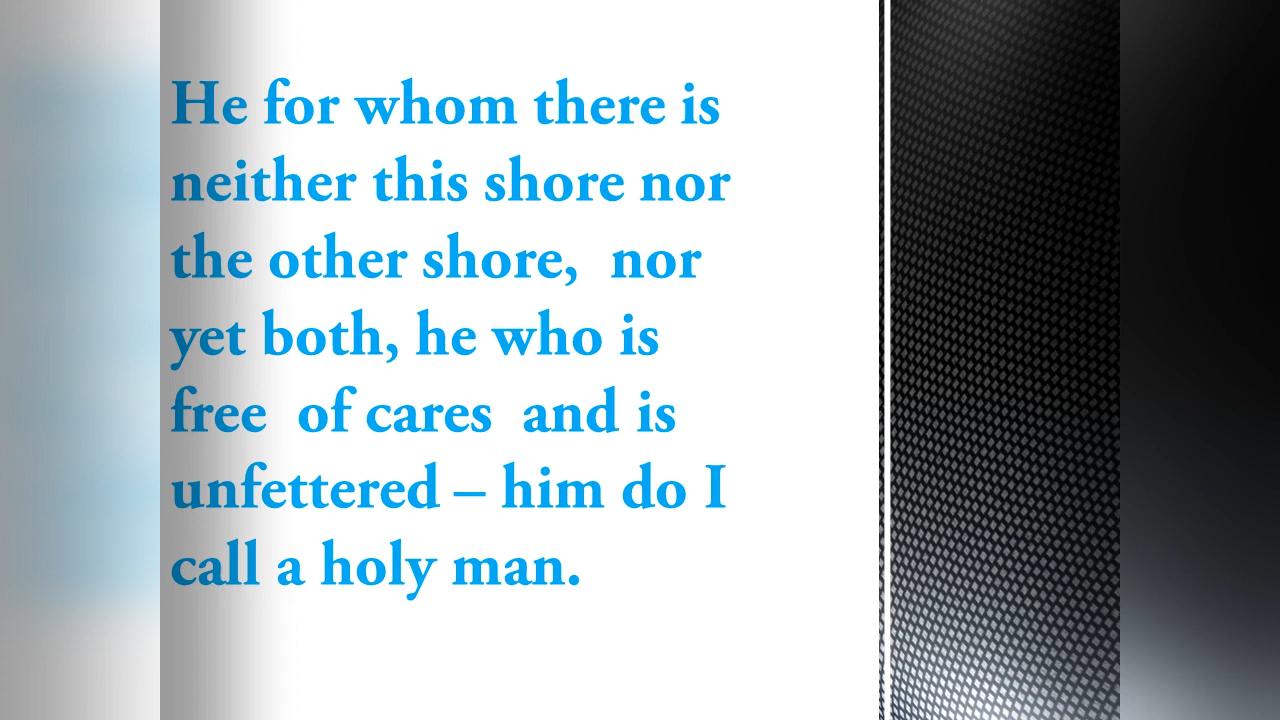 He for whom there is
neither this shore nor
the other shore,  nor
yet both, he who is
free  of cares  and is
unfettered – him do I
call a holy man.